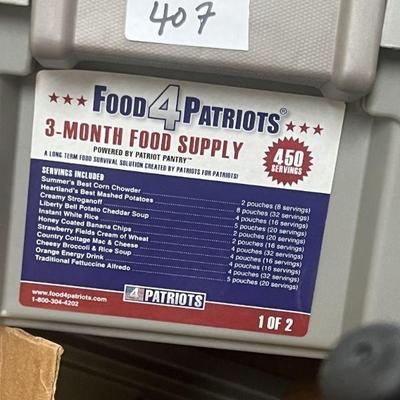 407
FOOD4PATRIOTS®
3-MONTH FOOD SUPPLY
POWERED BY PATRIOT PANTRY™
A LONG TERM FOOD SURVIVAL SOLUTION CREATED BY PATRIOTS FOR PATRIOTS!
450 SERVINGS
SERVINGS INCLUDED
Summer's Best Corn Chowder 2 pouches (8 servings)
Heartland's Best Mashed Potatoes 8 pouches (32 servings)
Creamy Stroganoff 4 pouches (16 servings)
Liberty Bell Potato Cheddar Soup 5 pouches (20 servings)
Instant White Rice 2 pouches (20 servings)
Honey Coated Banana Chips 4 pouches (32 servings)
Strawberry Fields Cream of Wheat 4 pouches (16 servings)
Country Cottage Mac & Cheese 4 pouches (16 servings)
Cheesy Broccoli & Rice Soup 4 pouches (16 servings)
Orange Energy Drink 4 pouches (32 servings)
Traditional Fettuccine Alfredo 5 pouches (20 servings)
www.food4patriots.com
1-800-304-4202
4 PATRIOTS
1 OF 2